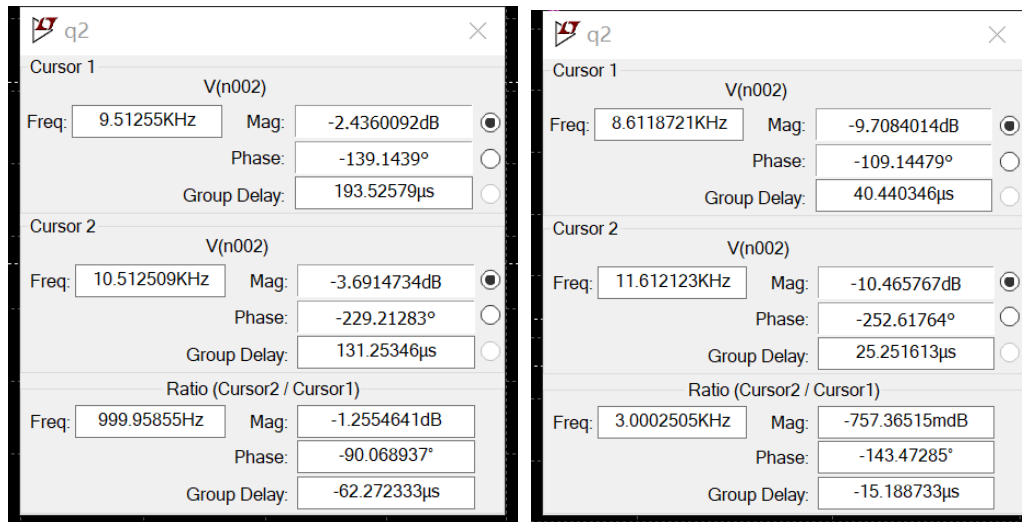 q2
Cursor 1
V(n002)
Freq: 9.51255KHz Mag: -2.4360092dB
Phase: -139.1439°
Group Delay: 193.52579µs
Cursor 2
V(n002)
Freq: 10.512509KHz Mag: -3.6914734dB
Phase: -229.21283°
Group Delay: 131.25346µs
Ratio (Cursor2 / Cursor1)
Freq: 999.95855Hz Mag: -1.2554641dB
Phase: -90.068937°
Group Delay: -62.272333µs
q2
Cursor 1
V(n002)
Freq: 8.6118721KHz Mag: -9.7084014dB
Phase: -109.14479°
Group Delay: 40.440346µs
Cursor 2
V(n002)
Freq: 11.612123KHz Mag: -10.465767dB
Phase: -252.61764°
Group Delay: 25.251613µs
Ratio (Cursor2 / Cursor1)
Freq: 3.0002505KHz Mag: -757.36515mdB
Phase: -143.47285°
Group Delay: -15.188733µs